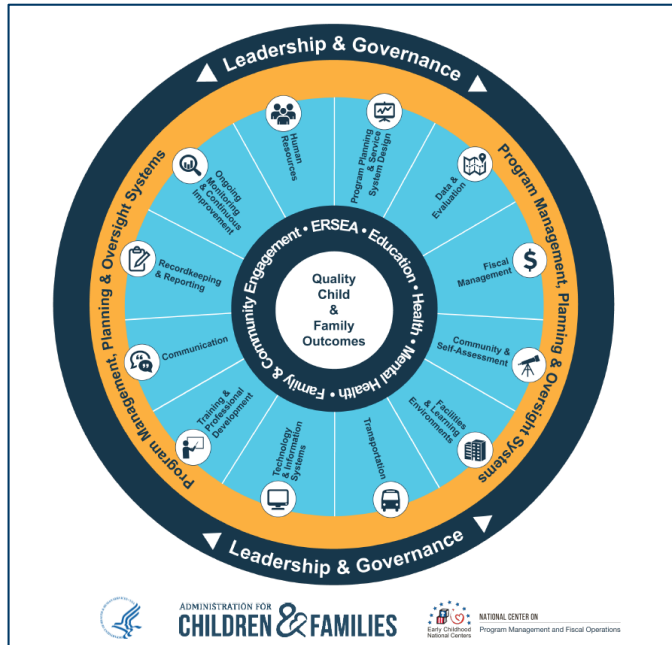 Leadership & Governance
Program Management, Planning & Oversight Systems
Program Management, Planning & Oversight Systems
Human
Resources
Program Planning
& Service
System Design
Data &
Evaluation
Fiscal
Management
Community &
Self-Assessment
Facilities
& Learning
Environments
Transportation
Technology
& Information
Systems
Training &
Professional
Development
Communication
Recordkeeping
& Reporting
Ongoing
Monitoring
& Continuous
Improvement
Family & Community Engagement • ERSEA • Education • Health • Mental Health •
Quality
Child
&
Family
Outcomes
Leadership & Governance
ADMINISTRATION FOR
CHILDREN & FAMILIES
Early Childhood
National Centers
NATIONAL CENTER ON
Program Management and Fiscal Operations